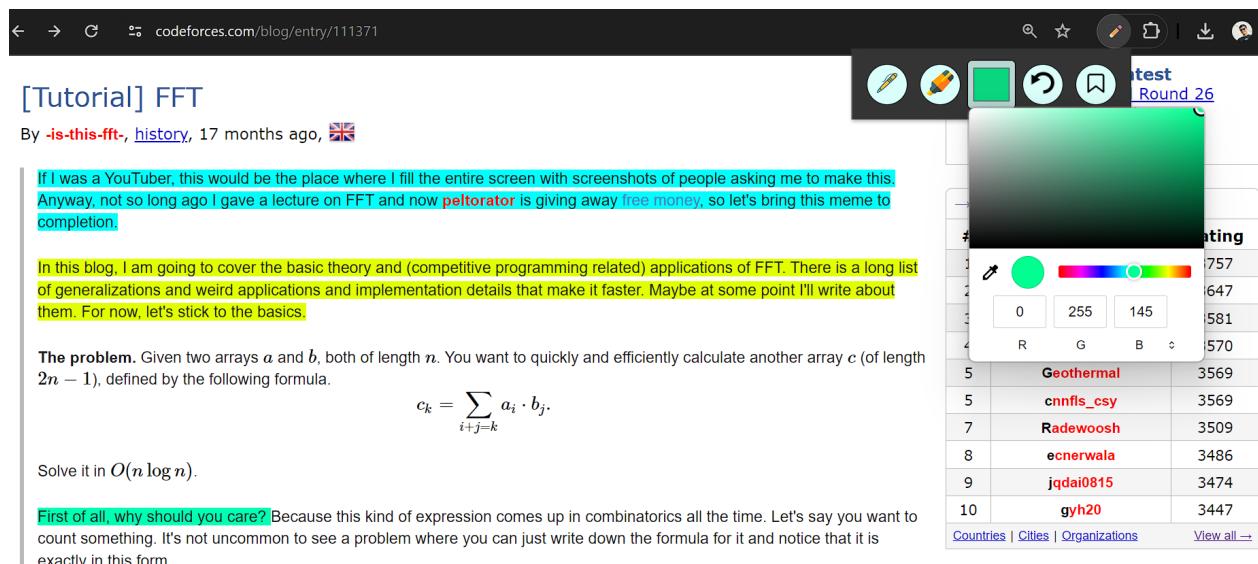 codeforces.com/blog/entry/111371
[Tutorial] FFT
By -is-this-fft-, history, 17 months ago,
If I was a YouTuber, this would be the place where I fill the entire screen with screenshots of people asking me to make this.
Anyway, not so long ago I gave a lecture on FFT and now peltorator is giving away free money, so let's bring this meme to
completion.
In this blog, I am going to cover the basic theory and (competitive programming related) applications of FFT. There is a long list
of generalizations and weird applications and implementation details that make it faster. Maybe at some point I'll write about
them. For now, let's stick to the basics.
The problem. Given two arrays a and b, both of length n. You want to quickly and efficiently calculate another array c (of length
2n − 1), defined by the following formula.
c_k = ∑_{i+j=k} a_i · b_j.
Solve it in O(n log n).
First of all, why should you care? Because this kind of expression comes up in combinatorics all the time. Let's say you want to
count something. It's not uncommon to see a problem where you can just write down the formula for it and notice that it is
exactly in this form.
Round 26
0 255 145
R G B
#
3757
3647
3581
3570
5 Geothermal 3569
5 cnnfls_csy 3569
7 Radewoosh 3509
8 ecnerwala 3486
9 jqdai0815 3474
10 gyh20 3447
Countries | Cities | Organizations View all →